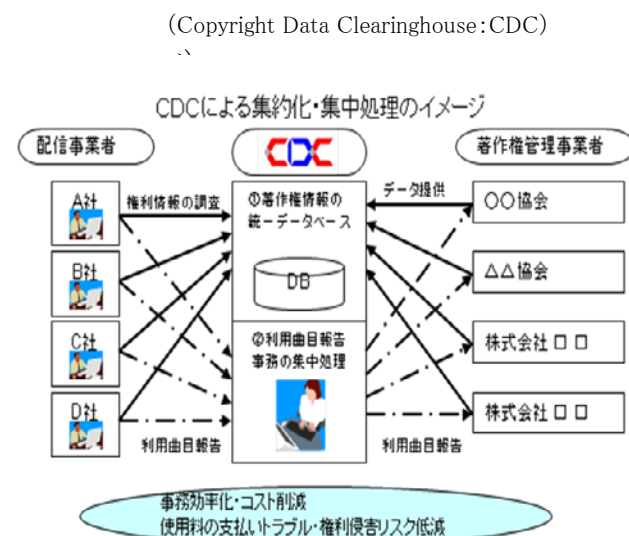 (Copyright Data Clearinghouse:CDC)
CDCによる集約化・集中処理のイメージ
配信事業者
CDC
著作権管理事業者
A社
権利情報の調査
①著作権情報の
統一データベース
データ提供
〇〇協会
B社
DB
△△協会
C社
②利用曲目報告
事務の集中処理
株式会社 □ □
D社
株式会社 □ □
利用曲目報告
利用曲目報告
事務効率化・コスト削減
使用料の支払いトラブル・権利侵害リスク低減